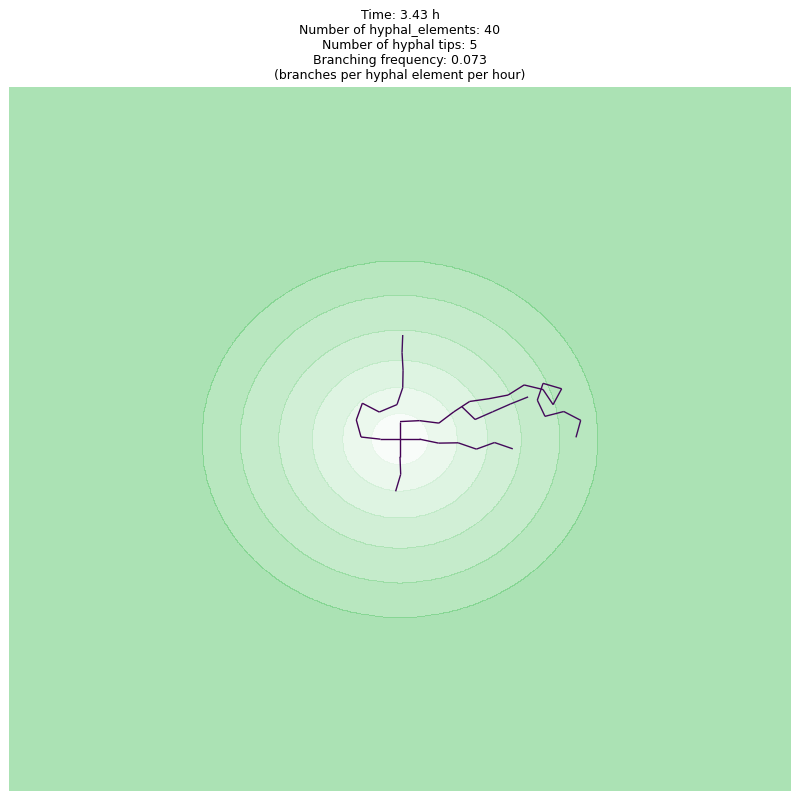 Time: 3.43 h
Number of hyphal_elements: 40
Number of hyphal tips: 5
Branching frequency: 0.073
(branches per hyphal element per hour)